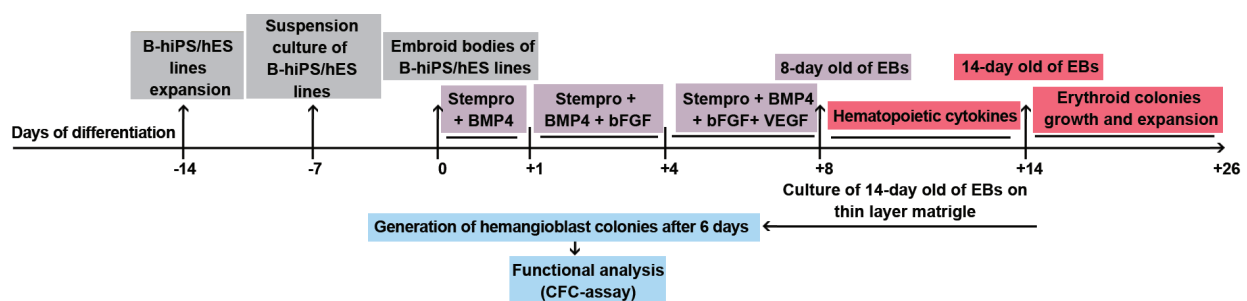 B-hiPS/hES
lines
expansion
Suspension
culture of
B-hiPS/hES
lines
Embroid bodies of
B-hiPS/hES lines
8-day old of EBs
14-day old of EBs
Stempro
+ BMP4
Stempro +
BMP4 + bFGF
Stempro + BMP4
+ bFGF+ VEGF
Hematopoietic cytokines
Erythroid colonies
growth and expansion
Days of differentiation
-14
-7
0
+1
+4
+8
+14
+26
Culture of 14-day old of EBs on
thin layer matrigle
Generation of hemangioblast colonies after 6 days
Functional analysis
(CFC-assay)